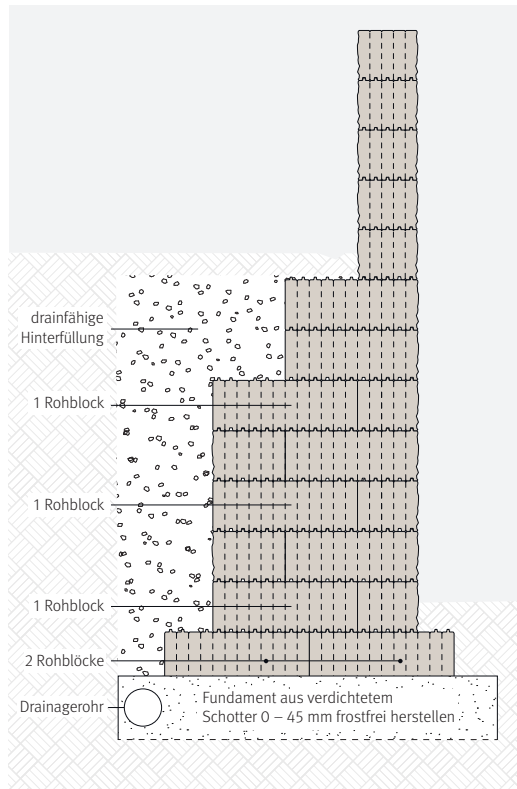 drainfähige
Hinterfüllung
1 Rohblock
1 Rohblock
1 Rohblock
2 Rohblöcke
Drainagerohr
Fundament aus verdichtetem
Schotter 0 – 45 mm frostfrei herstellen